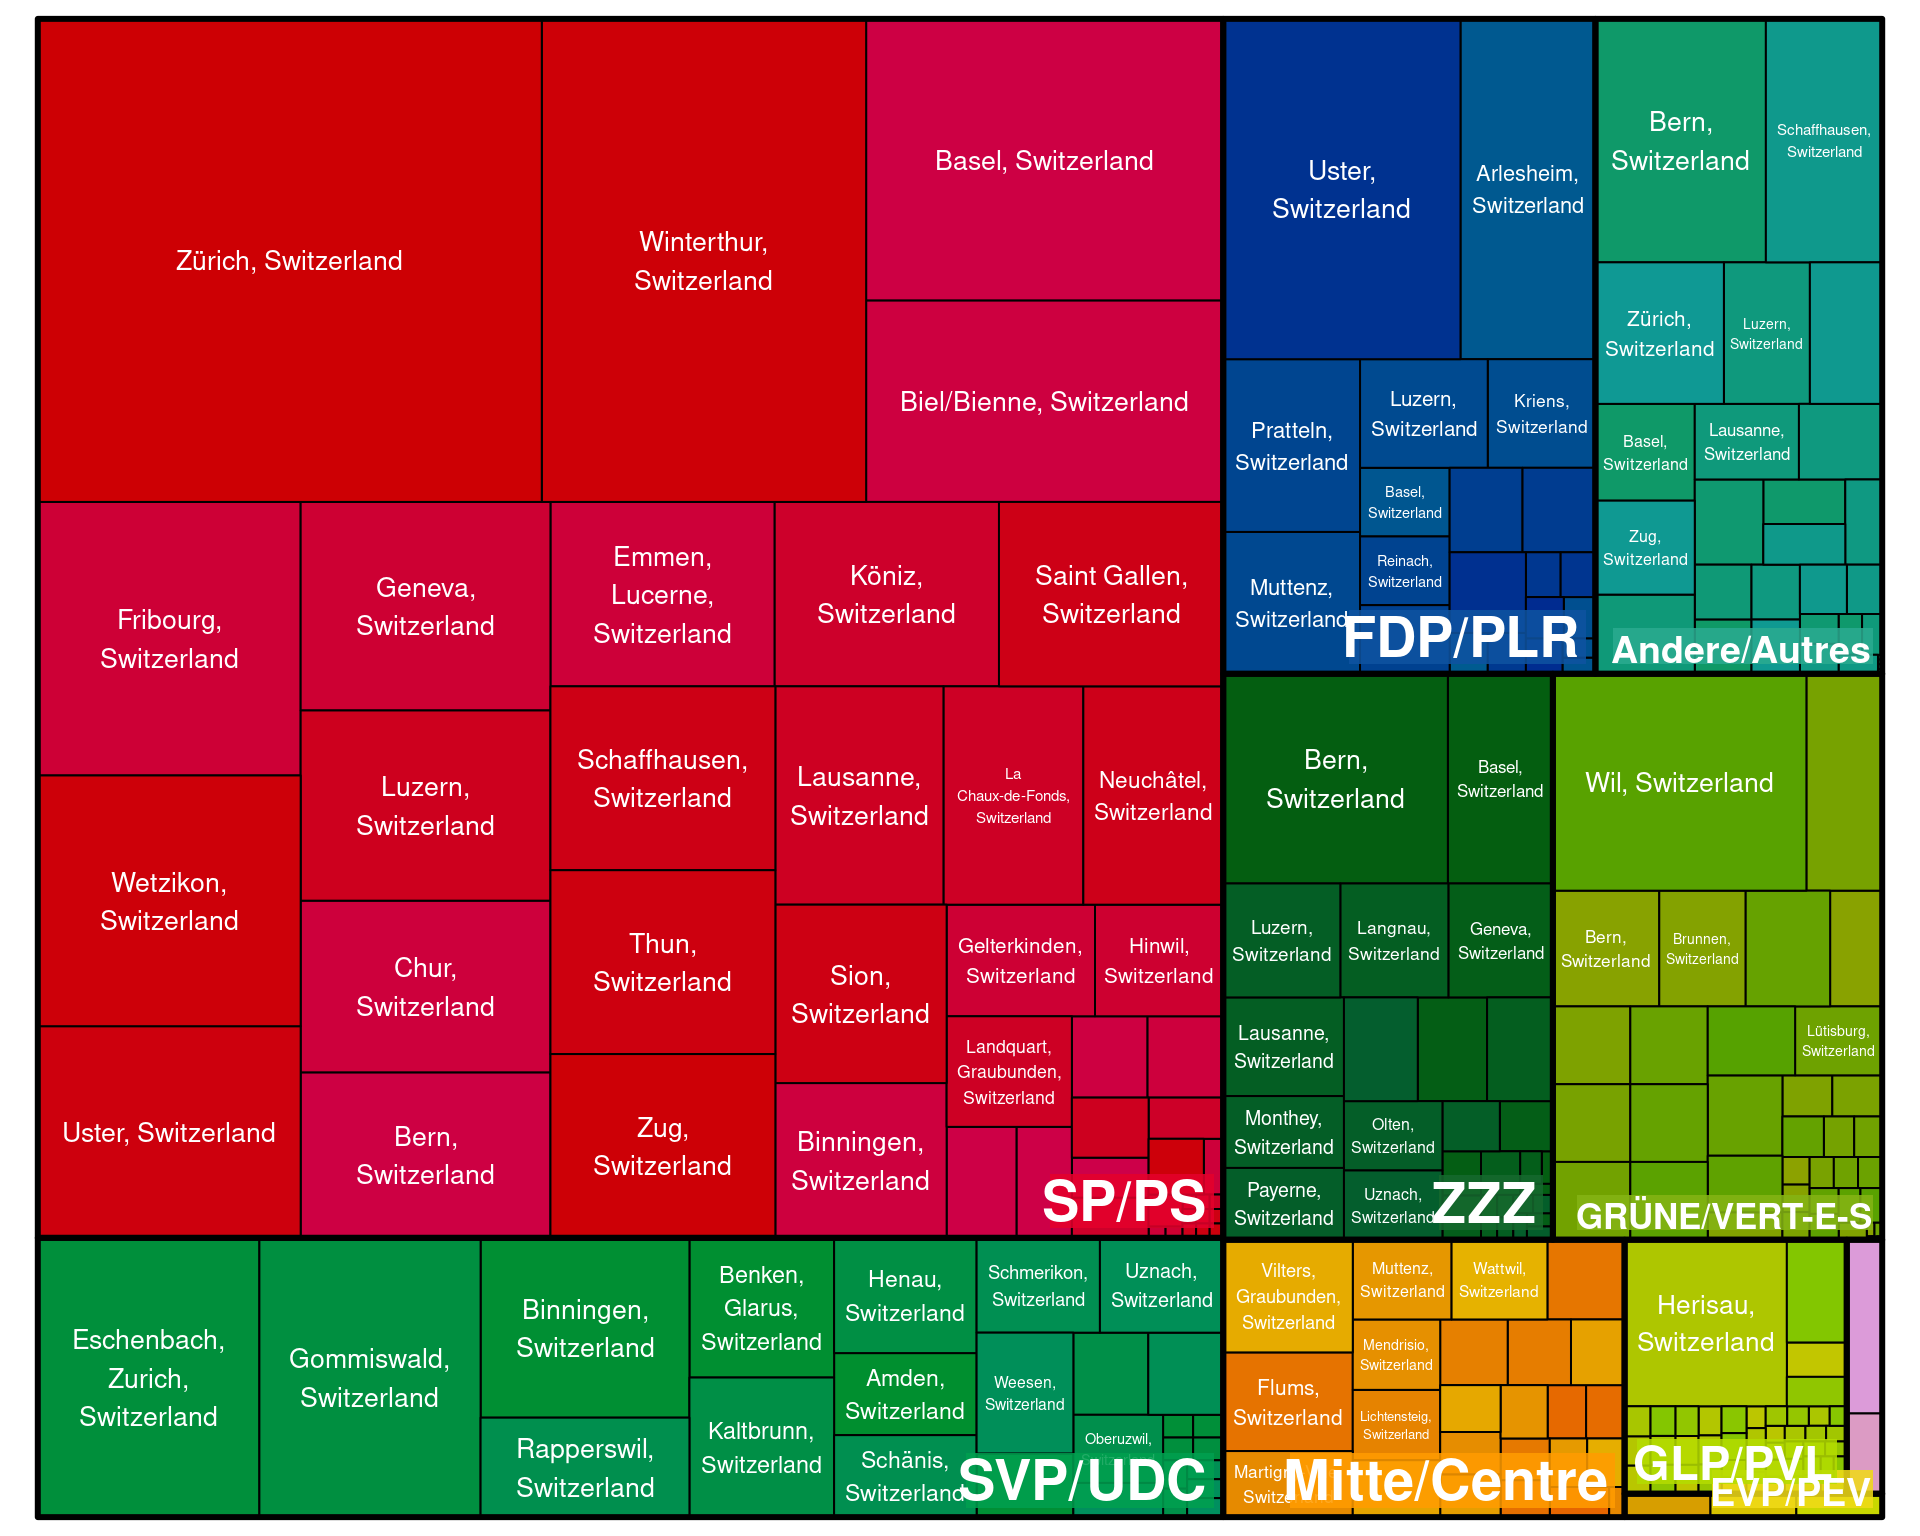 Zürich, Switzerland
Winterthur,
Switzerland
Basel, Switzerland
Biel/Bienne, Switzerland
Fribourg,
Switzerland
Wetzikon,
Switzerland
Uster, Switzerland
Geneva,
Switzerland
Luzern,
Switzerland
Chur,
Switzerland
Bern,
Switzerland
Emmen,
Lucerne,
Switzerland
Schaffhausen,
Switzerland
Thun,
Switzerland
Zug,
Switzerland
Köniz,
Switzerland
Saint Gallen,
Switzerland
Lausanne,
Switzerland
La
Chaux-de-Fonds,
Switzerland
Neuchâtel,
Switzerland
Sion,
Switzerland
Binningen,
Switzerland
Gelterkinden,
Switzerland
Hinwil,
Switzerland
Landquart,
Graubunden,
Switzerland
SP/PS
Eschenbach,
Zurich,
Switzerland
Gommiswald,
Switzerland
Binningen,
Switzerland
Rapperswil,
Switzerland
Benken,
Glarus,
Switzerland
Kaltbrunn,
Switzerland
Henau,
Switzerland
Amden,
Switzerland
Schänis,
Switzerland
Schmerikon,
Switzerland
Uznach,
Switzerland
Weesen,
Switzerland
Oberuzwil,
SVP/UDC
Uster,
Switzerland
Arlesheim,
Switzerland
Pratteln,
Switzerland
Muttenz,
Switzerland
Luzern,
Switzerland
Kriens,
Switzerland
Basel,
Switzerland
Reinach,
Switzerland
FDP/PLR
Bern,
Switzerland
Schaffhausen,
Switzerland
Zürich,
Switzerland
Luzern,
Switzerland
Basel,
Switzerland
Lausanne,
Switzerland
Zug,
Switzerland
Andere/Autres
Bern,
Switzerland
Basel,
Switzerland
Luzern,
Switzerland
Langnau,
Switzerland
Geneva,
Switzerland
Lausanne,
Switzerland
Monthey,
Switzerland
Payerne,
Switzerland
Olten,
Switzerland
Uznach,
Switzerland
ZZZ
Wil, Switzerland
Bern,
Switzerland
Brunnen,
Switzerland
Lütisburg,
Switzerland
GRÜNE/VERT-E-S
Vilters,
Graubunden,
Switzerland
Flums,
Switzerland
Muttenz,
Switzerland
Wattwil,
Switzerland
Mendrisio,
Switzerland
Lichtensteig,
Switzerland
Mitte/Centre
Herisau,
Switzerland
GLP/PVL
EVP/PEV